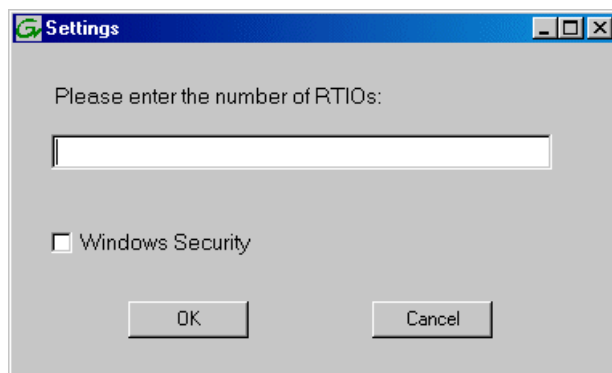 Settings
Please enter the number of RTIOs:
Windows Security
OK
Cancel